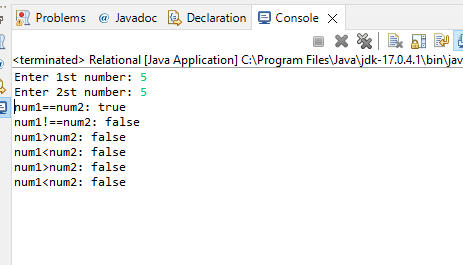 Problems @ Javadoc Declaration Console
<terminated> Relational [Java Application] C:\Program Files\Java\jdk-17.0.4.1\bin\jav
Enter 1st number: 5
Enter 2st number: 5
num1==num2: true
num1!==num2: false
num1>num2: false
num1<num2: false
num1>num2: false
num1<num2: false